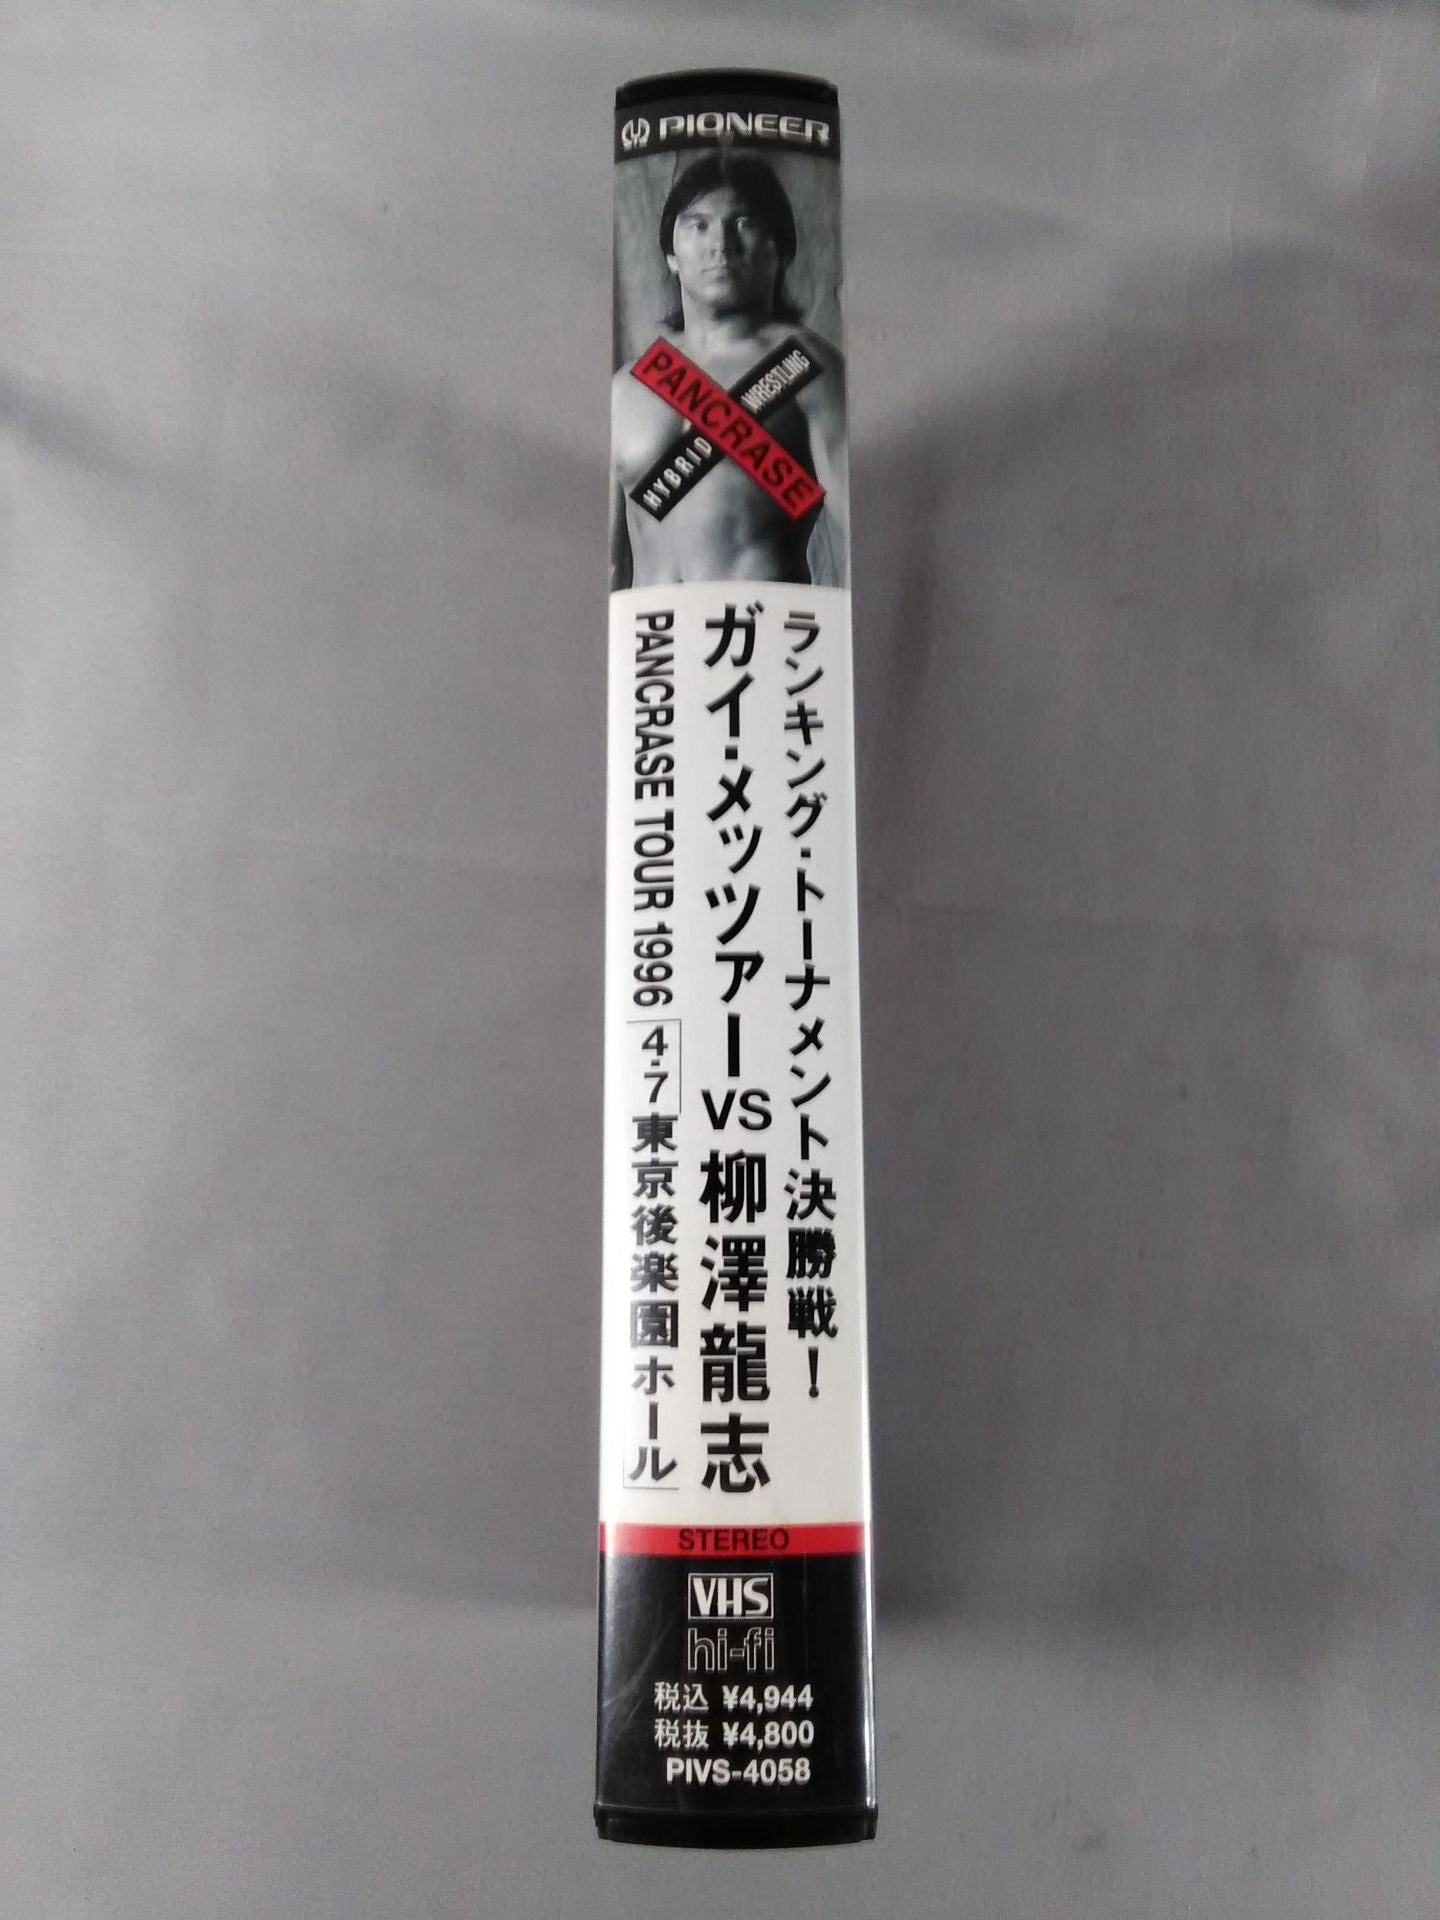 PIONEER
PANCRASE
HYBRID WRESTLING
ランキング・トーナメント決勝戦!
ガイ・メッツァーVS柳澤龍志
PANCRASE TOUR 1996 「4・7東京後楽園ホール」
STEREO
VHS
hi-fi
税込 ¥4,944
税抜 ¥4,800
PIVS-4058